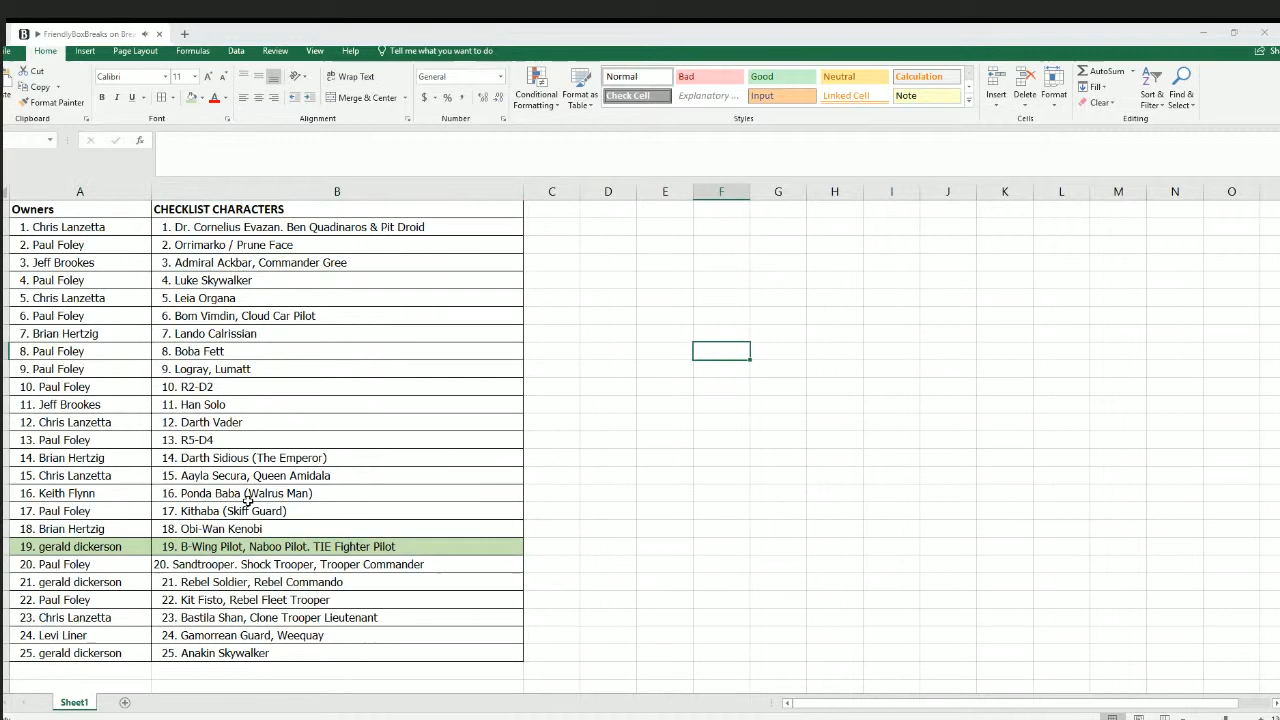 FriendlyBoxBreaks on Brea
Home Insert Page Layout Formulas Data Review View Help Tell me what you want to do
Cut
Copy
Format Painter
Calibri 11
B I U
Wrap Text
Merge & Center
General
$ % ,
Conditional Formatting
Format as Table
Normal Bad Good Neutral Calculation
Check Cell Explanatory ... Input Linked Cell Note
Insert Delete Format
AutoSum
Fill
Clear
Sort & Filter
Find & Select
Clipboard Font Alignment Number Styles Cells Editing
fx
A B C D E F G H I J K L M N O
Owners CHECKLIST CHARACTERS
1. Chris Lanzetta 1. Dr. Cornelius Evazan. Ben Quadinaros & Pit Droid
2. Paul Foley 2. Orrimarko / Prune Face
3. Jeff Brookes 3. Admiral Ackbar, Commander Gree
4. Paul Foley 4. Luke Skywalker
5. Chris Lanzetta 5. Leia Organa
6. Paul Foley 6. Bom Vimdin, Cloud Car Pilot
7. Brian Hertzig 7. Lando Calrissian
8. Paul Foley 8. Boba Fett
9. Paul Foley 9. Logray, Lumatt
10. Paul Foley 10. R2-D2
11. Jeff Brookes 11. Han Solo
12. Chris Lanzetta 12. Darth Vader
13. Paul Foley 13. R5-D4
14. Brian Hertzig 14. Darth Sidious (The Emperor)
15. Chris Lanzetta 15. Aayla Secura, Queen Amidala
16. Keith Flynn 16. Ponda Baba (Walrus Man)
17. Paul Foley 17. Kithaba (Skiff Guard)
18. Brian Hertzig 18. Obi-Wan Kenobi
19. gerald dickerson 19. B-Wing Pilot, Naboo Pilot. TIE Fighter Pilot
20. Paul Foley 20. Sandtrooper. Shock Trooper, Trooper Commander
21. gerald dickerson 21. Rebel Soldier, Rebel Commando
22. Paul Foley 22. Kit Fisto, Rebel Fleet Trooper
23. Chris Lanzetta 23. Bastila Shan, Clone Trooper Lieutenant
24. Levi Liner 24. Gamorrean Guard, Weequay
25. gerald dickerson 25. Anakin Skywalker
Sheet1